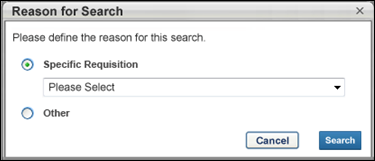 Reason for Search
Please define the reason for this search.
Specific Requisition
Please Select
Other
Cancel Search